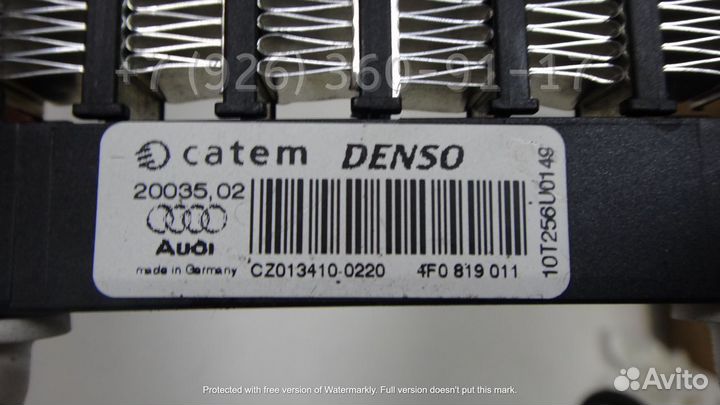 +7 (926) 360-91-17
catem DENSO
20035,02
Audi
made in Germany
CZ013410-0220 4F0 819 011
10T256U0149
Protected with free version of Watermarkly. Full version doesn't put this mark.
Avito